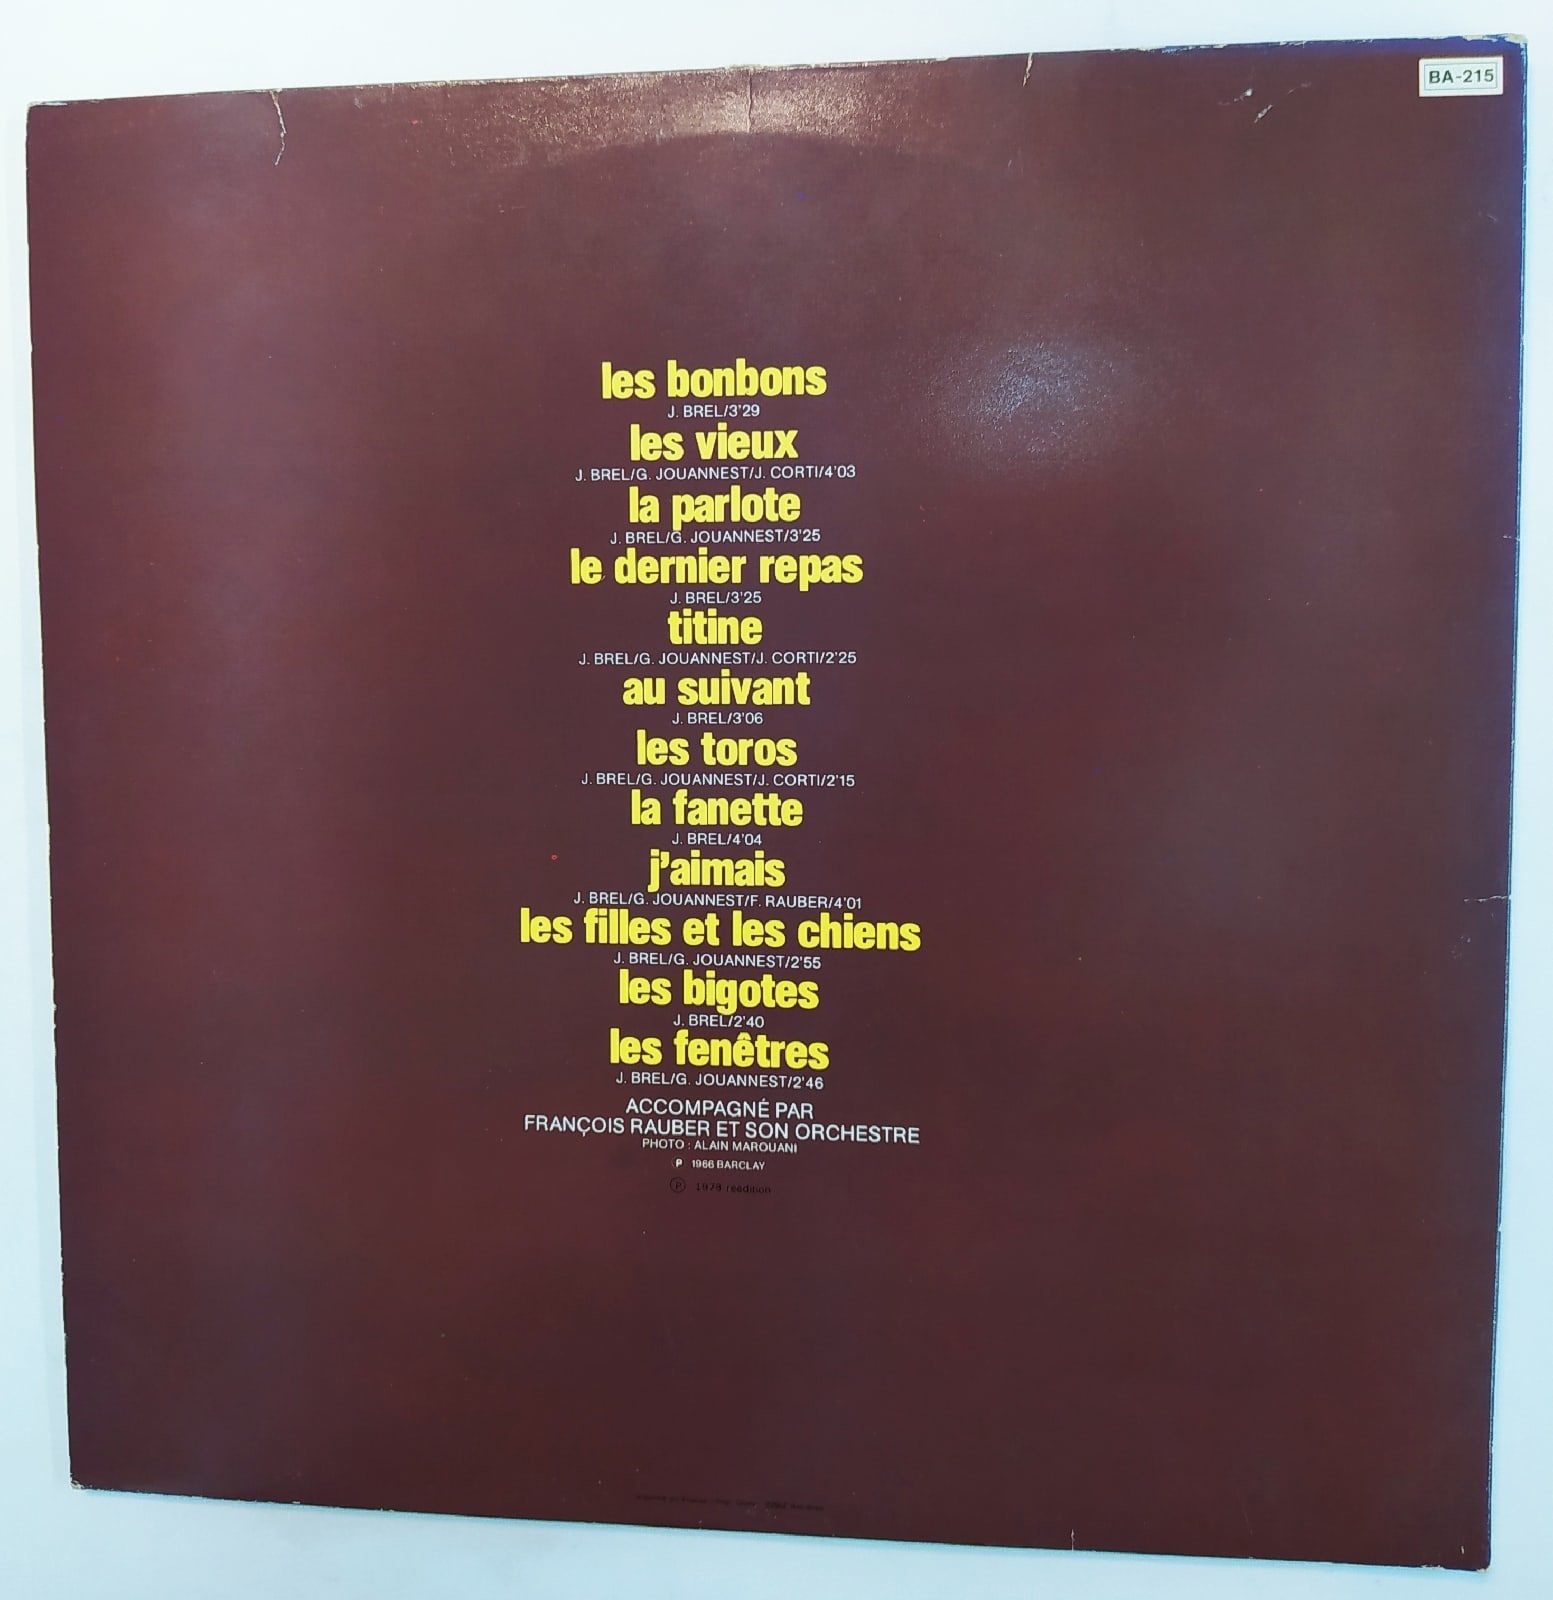 BA-215
les bonbons
J. BREL/3'29
les vieux
J. BREL/G. JOUANNEST/J. CORTI/4'03
la parlote
J. BREL/G. JOUANNEST/3'25
le dernier repas
J. BREL/3'25
titine
J. BREL/G. JOUANNEST/J. CORTI/2'25
au suivant
J. BREL/3'06
les toros
J. BREL/G. JOUANNEST/J. CORTI/2'15
la fanette
J. BREL/4'04
j'aimais
J. BREL/G. JOUANNEST/F. RAUBER/4'01
les filles et les chiens
J. BREL/G. JOUANNEST/2'55
les bigotes
J. BREL/2'40
les fenêtres
J. BREL/G. JOUANNEST/2'46
ACCOMPAGNÉ PAR
FRANÇOIS RAUBER ET SON ORCHESTRE
PHOTO : ALAIN MAROUANI
℗ 1966 BARCLAY
℗ 1978 réédition